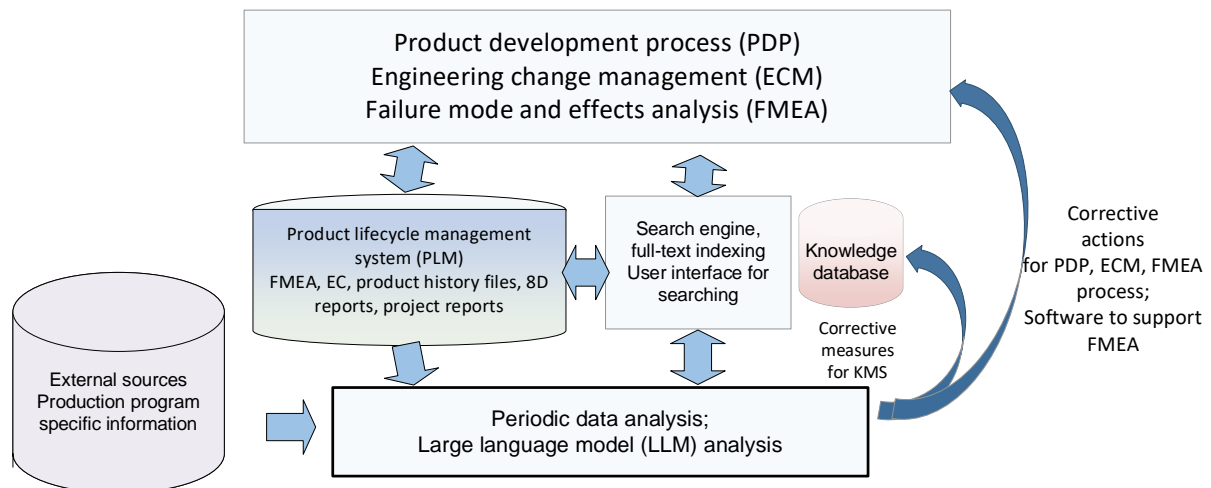 Product development process (PDP)
Engineering change management (ECM)
Failure mode and effects analysis (FMEA)
Product lifecycle management
system (PLM)
FMEA, EC, product history files, 8D
reports, project reports
Search engine,
full-text indexing
User interface for
searching
Knowledge
database
Corrective
actions
for PDP, ECM, FMEA
process;
Software to support
FMEA
Corrective
measures
for KMS
External sources
Production program
specific information
Periodic data analysis;
Large language model (LLM) analysis